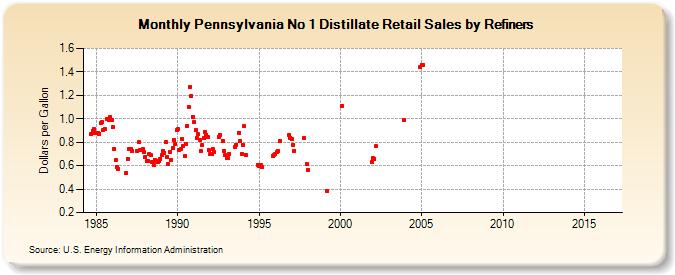 Monthly Pennsylvania No 1 Distillate Retail Sales by Refiners
Dollars per Gallon
1.6
1.4
1.2
1.0
0.8
0.6
0.4
0.2
1985 1990 1995 2000 2005 2010 2015
Source: U.S. Energy Information Administration